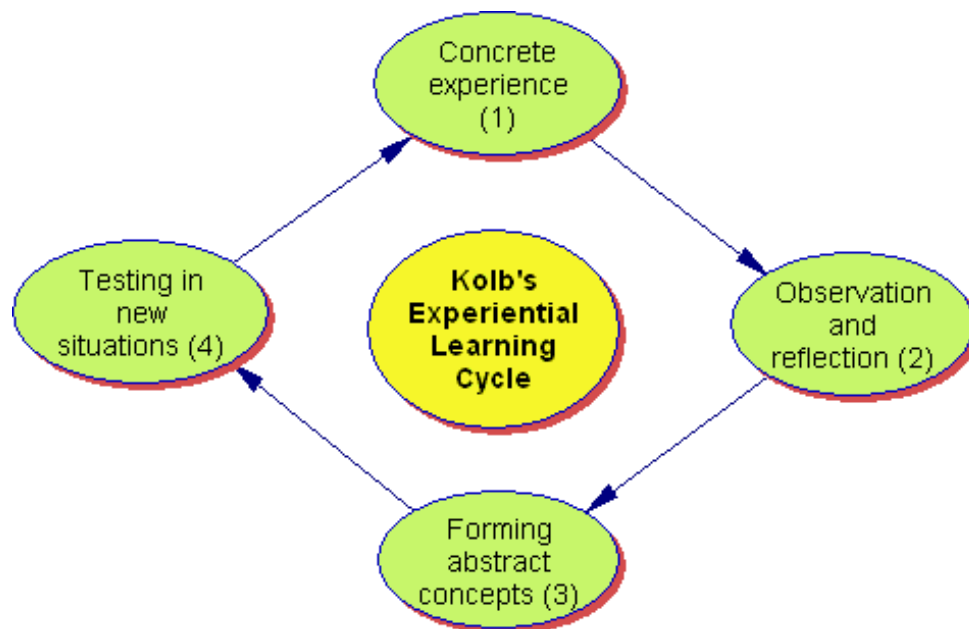 Concrete
experience
(1)
Testing in
new
situations (4)
Kolb's
Experiential
Learning
Cycle
Observation
and
reflection (2)
Forming
abstract
concepts (3)